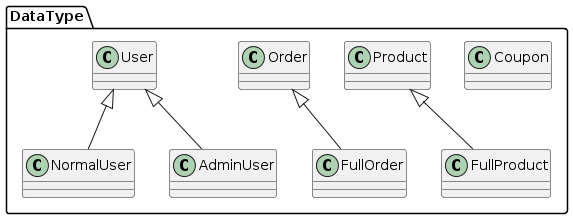 DataType
C User
C Order
C Product
C Coupon
C NormalUser
C AdminUser
C FullOrder
C FullProduct